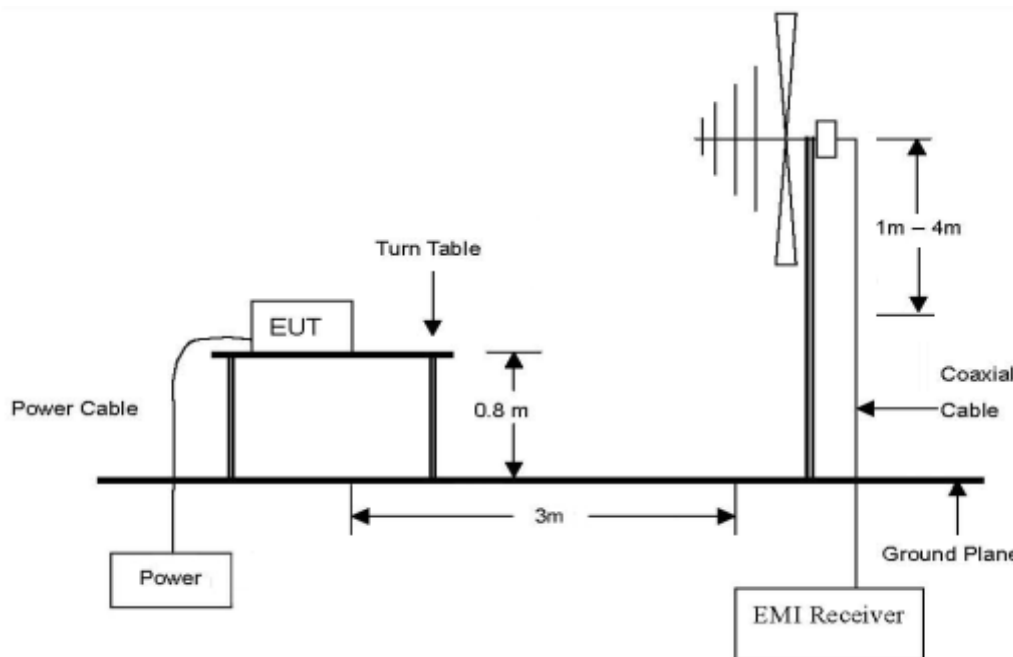 1m – 4m
Turn Table
EUT
Coaxial
Cable
0.8 m
Power Cable
3m
Ground Plane
Power
EMI Receiver